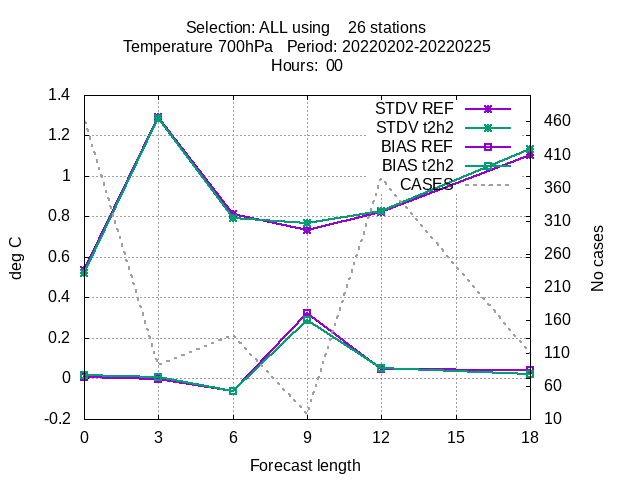 Selection: ALL using 26 stations
Temperature 700hPa Period: 20220202-20220225
Hours: 00
STDV REF
STDV t2h2
BIAS REF
BIAS t2h2
CASES
deg C
1.4
1.2
1
0.8
0.6
0.4
0.2
0
-0.2
No cases
460
410
360
310
260
210
160
110
60
10
0 3 6 9 12 15 18
Forecast length